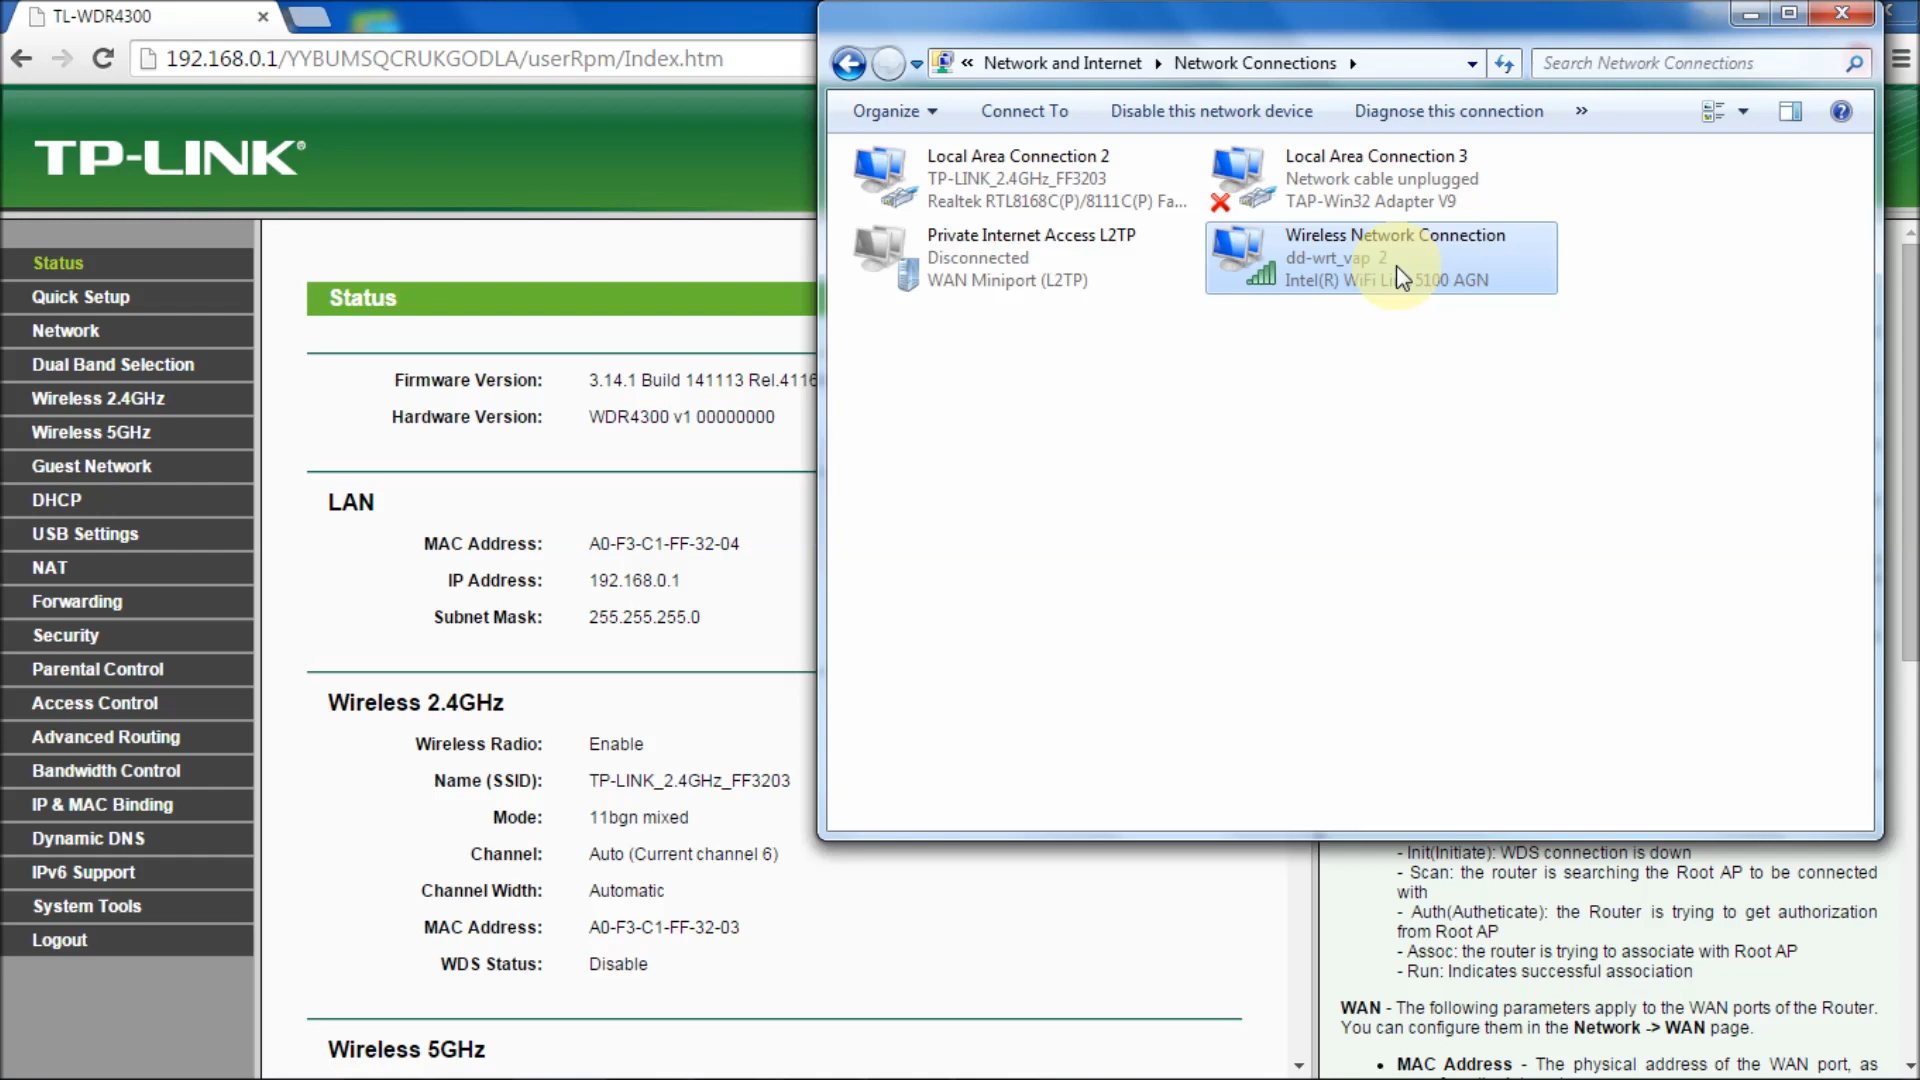 TL-WDR4300
192.168.0.1/YYBUMSQCRUKGODLA/userRpm/Index.htm
TP-LINK®
Status
Quick Setup
Network
Dual Band Selection
Wireless 2.4GHz
Wireless 5GHz
Guest Network
DHCP
USB Settings
NAT
Forwarding
Security
Parental Control
Access Control
Advanced Routing
Bandwidth Control
IP & MAC Binding
Dynamic DNS
IPv6 Support
System Tools
Logout
Status
Firmware Version: 3.14.1 Build 141113 Rel.4116
Hardware Version: WDR4300 v1 00000000
LAN
MAC Address: A0-F3-C1-FF-32-04
IP Address: 192.168.0.1
Subnet Mask: 255.255.255.0
Wireless 2.4GHz
Wireless Radio: Enable
Name (SSID): TP-LINK_2.4GHz_FF3203
Mode: 11bgn mixed
Channel: Auto (Current channel 6)
Channel Width: Automatic
MAC Address: A0-F3-C1-FF-32-03
WDS Status: Disable
Wireless 5GHz
« Network and Internet Network Connections
Search Network Connections
Organize Connect To Disable this network device Diagnose this connection »
Local Area Connection 2
TP-LINK_2.4GHz_FF3203
Realtek RTL8168C(P)/8111C(P) Fa...
Local Area Connection 3
Network cable unplugged
TAP-Win32 Adapter V9
Private Internet Access L2TP
Disconnected
WAN Miniport (L2TP)
Wireless Network Connection
dd-wrt_vap 2
Intel(R) WiFi Li 5100 AGN
- Init(Initiate): WDS connection is down
- Scan: the router is searching the Root AP to be connected
with
- Auth(Autheticate): the Router is trying to get authorization
from Root AP
- Assoc: the router is trying to associate with Root AP
- Run: Indicates successful association
WAN - The following parameters apply to the WAN ports of the Router.
You can configure them in the Network -> WAN page.
• MAC Address - The physical address of the WAN port, as